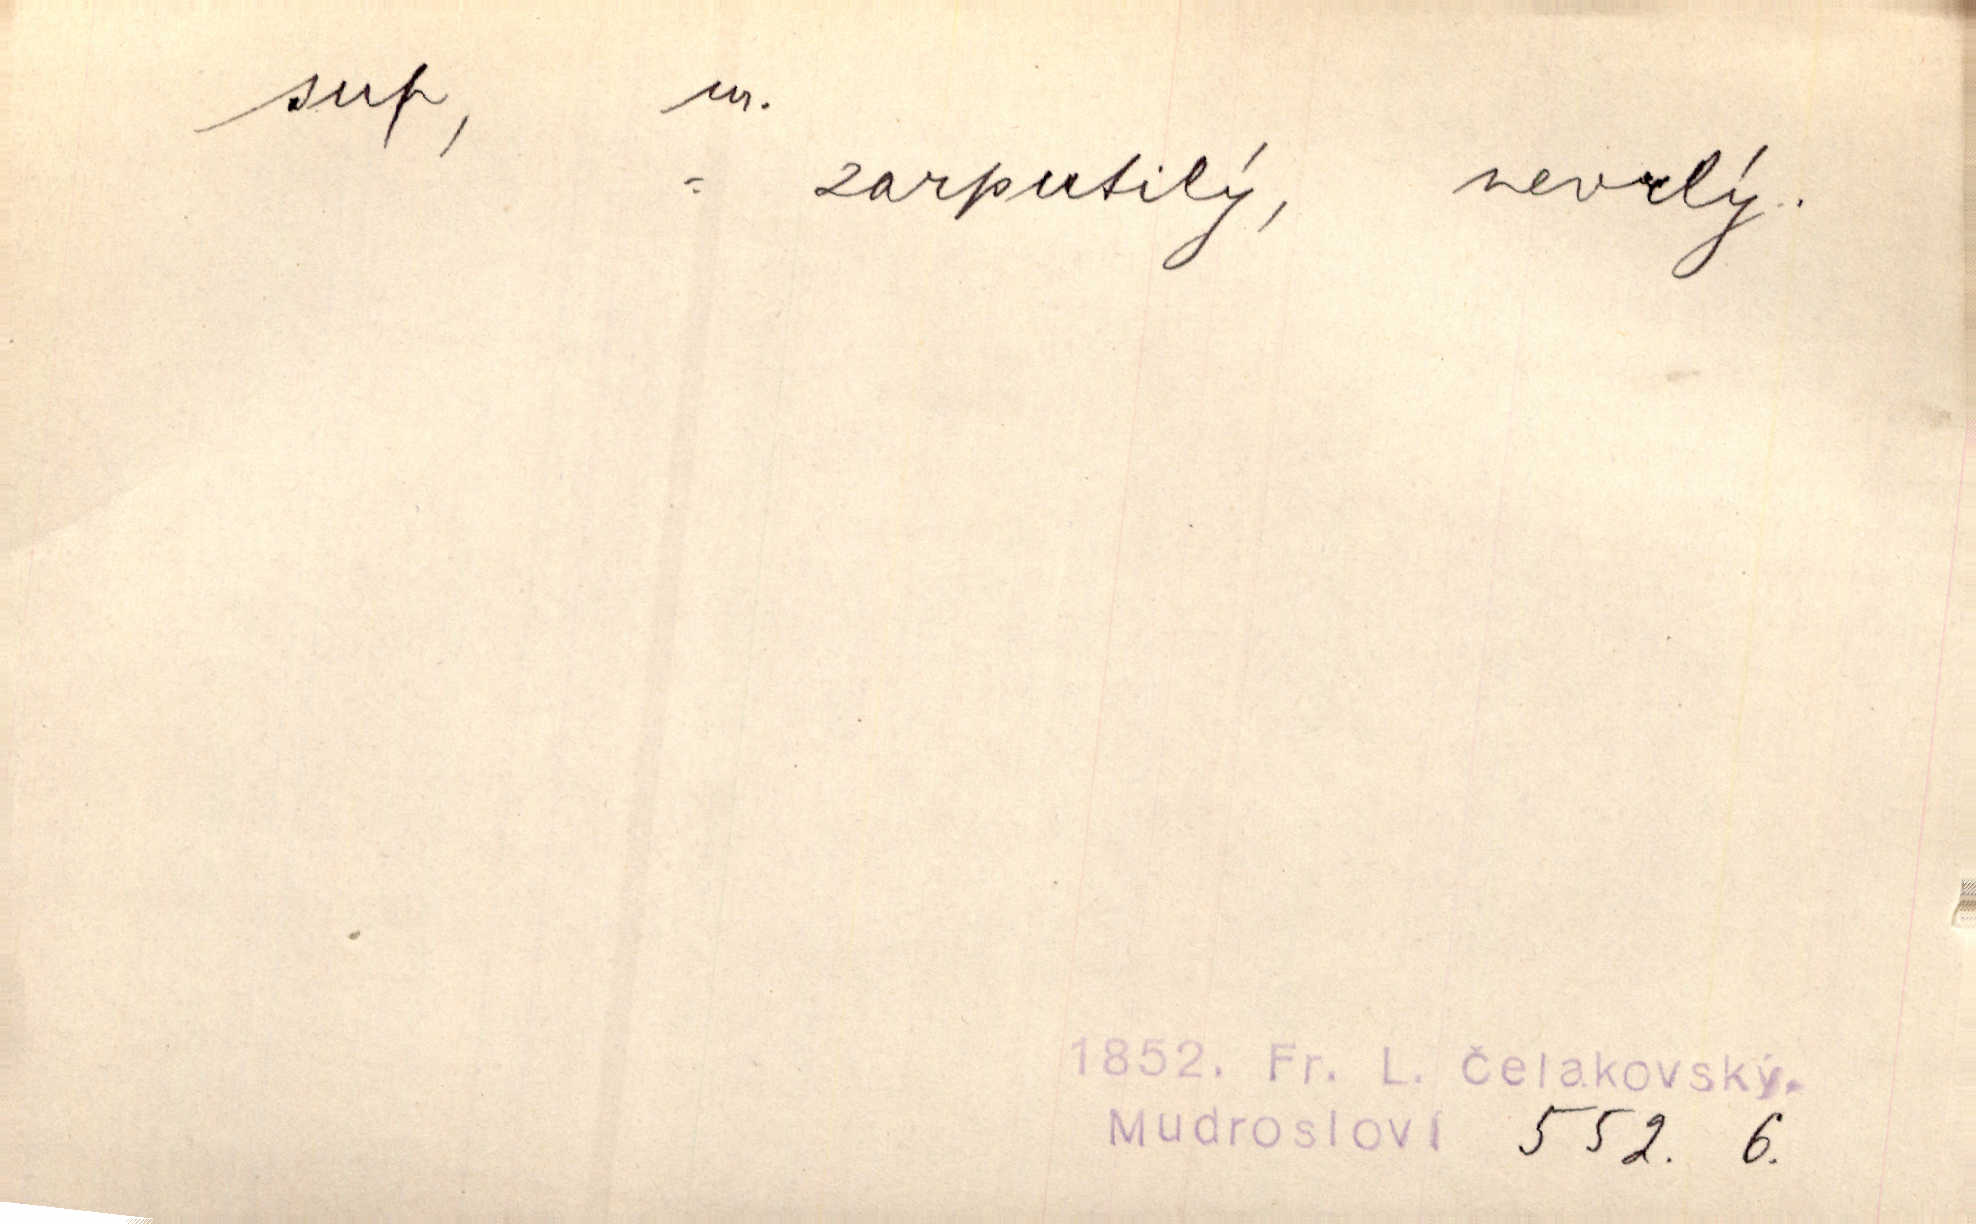 sup, m.
= zarputilý, nevrlý.
1852. Fr. L. Čelakovský.
Mudrosloví 552. 6.